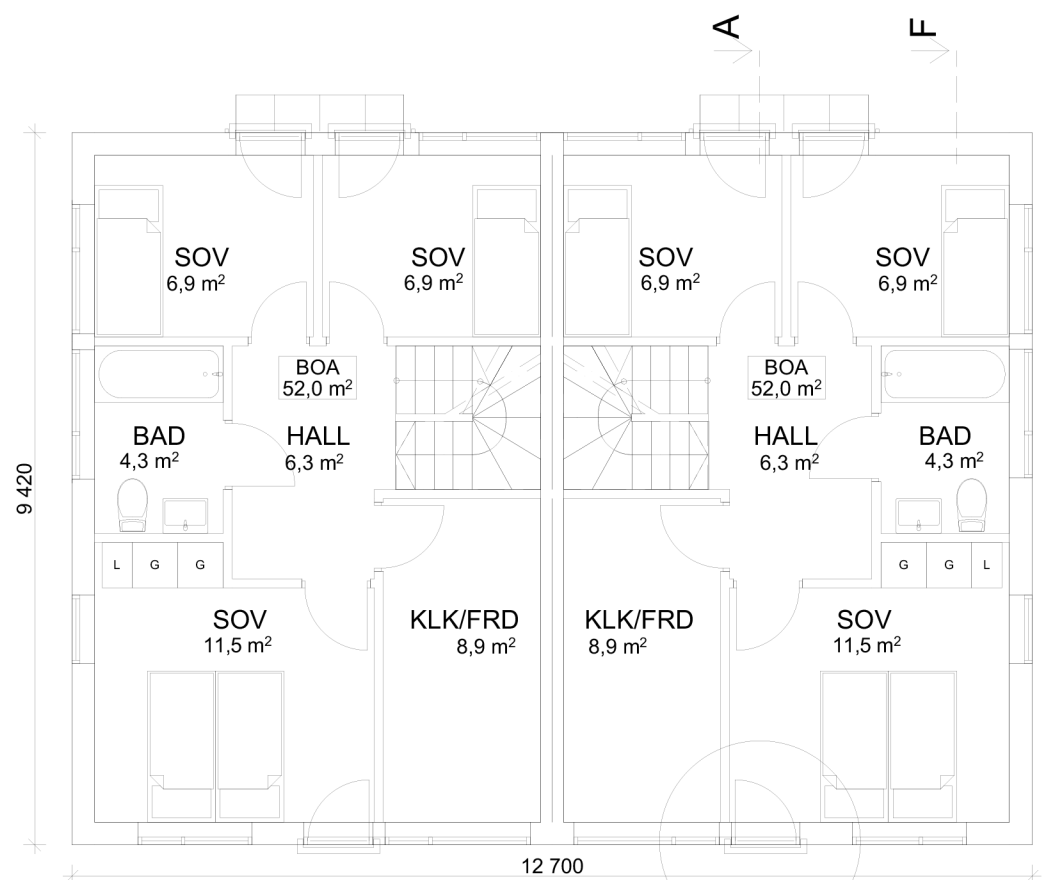 A
F
SOV
6,9 m²
SOV
6,9 m²
SOV
6,9 m²
SOV
6,9 m²
BOA
52,0 m²
BOA
52,0 m²
BAD
4,3 m²
HALL
6,3 m²
HALL
6,3 m²
BAD
4,3 m²
9 420
L G G
G G L
SOV
11,5 m²
KLK/FRD
8,9 m²
KLK/FRD
8,9 m²
SOV
11,5 m²
12 700